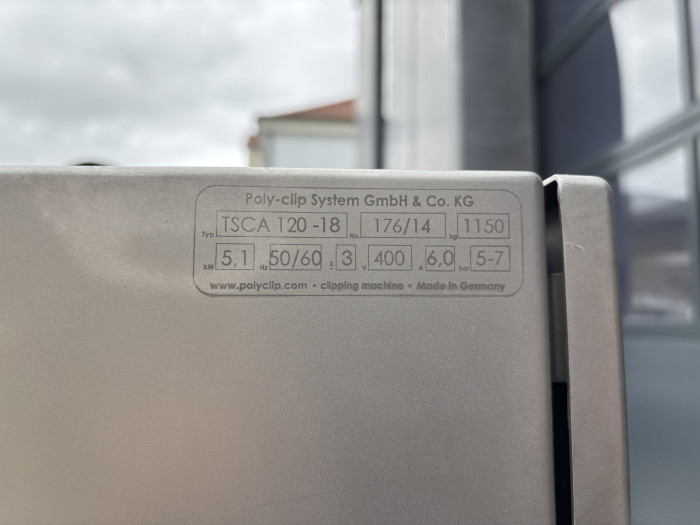 Poly-clip System GmbH & Co. KG
Typ TSCA 120 -18 No 176/14 kg 1150
kW 5,1 Hz 50/60 x 3 V 400 A 6,0 bar 5-7
www.polyclip.com • clipping machine • Made in Germany